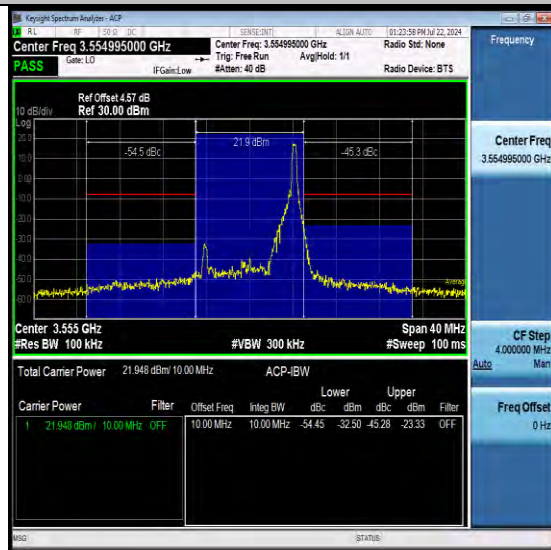 Keysight Spectrum Analyzer - ACP
RL RF 50 Ω DC SENSE:INT ALIGN AUTO 01:23:58 PM Jul 22, 2024
Center Freq 3.554995000 GHz
Center Freq: 3.554995000 GHz
Radio Std: None
Frequency
PASS
Gate: LO
Trig: Free Run
Avg|Hold: 1/1
IFGain:Low
#Atten: 40 dB
Radio Device: BTS
Ref Offset 4.57 dB
10 dB/div
Ref 30.00 dBm
Log
20.0
10.0
0.00
-10.0
-20.0
-30.0
-40.0
-50.0
-60.0
-54.5 dBc
21.9 dBm
-45.3 dBc
Average
Center Freq
3.554995000 GHz
Center 3.555 GHz
Span 40 MHz
#Res BW 100 kHz
#VBW 300 kHz
#Sweep 100 ms
CF Step
4.000000 MHz
Auto Man
Total Carrier Power 21.948 dBm/ 10.00 MHz ACP-IBW
Lower Upper
Carrier Power Filter Offset Freq Integ BW dBc dBm dBc dBm Filter
1 21.948 dBm / 10.00 MHz OFF 10.00 MHz 10.00 MHz -54.45 -32.50 -45.28 -23.33 OFF
Freq Offset
0 Hz
MSG STATUS